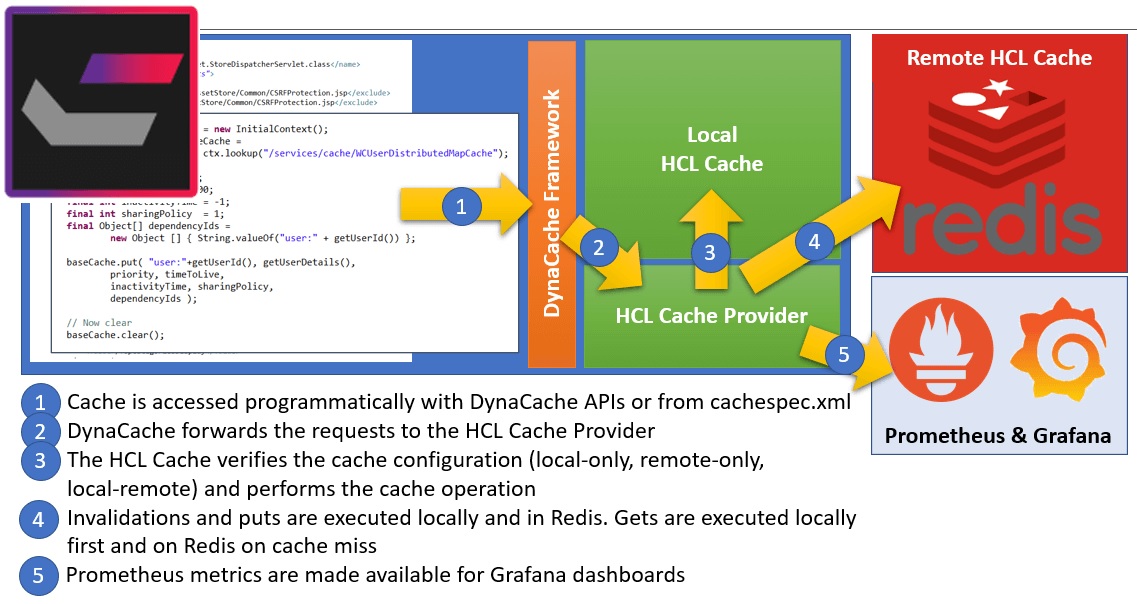 et.StoreDispatcherServlet.class</name>
rs">
ssetStore/Common/CSRFProtection.jsp</exclude>
tStore/Common/CSRFProtection.jsp</exclude>
= new InitialContext();
eCache =
ctx.lookup("/services/cache/WCUserDistributedMapCache");
;
00;
final int inactivityTime = -1;
final int sharingPolicy = 1;
final Object[] dependencyIds =
new Object [] { String.valueOf("user:" + getUserId()) };
baseCache.put( "user:"+getUserId(), getUserDetails(),
priority, timeToLive,
inactivityTime, sharingPolicy,
dependencyIds );
// Now clear
baseCache.clear();
1
DynaCache Framework
2
Local
HCL Cache
3
4
HCL Cache Provider
5
Remote HCL Cache
redis
Prometheus & Grafana
1 Cache is accessed programmatically with DynaCache APIs or from cachespec.xml
2 DynaCache forwards the requests to the HCL Cache Provider
3 The HCL Cache verifies the cache configuration (local-only, remote-only,
local-remote) and performs the cache operation
4 Invalidations and puts are executed locally and in Redis. Gets are executed locally
first and on Redis on cache miss
5 Prometheus metrics are made available for Grafana dashboards